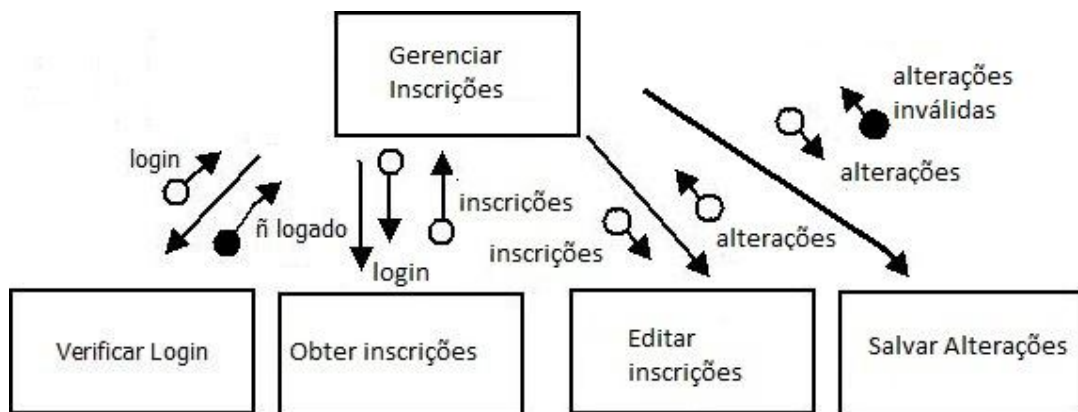 Gerenciar
Inscrições
alterações
inválidas
login
alterações
inscrições
ñ logado
alterações
inscrições
login
Verificar Login
Obter inscrições
Editar
inscrições
Salvar Alterações